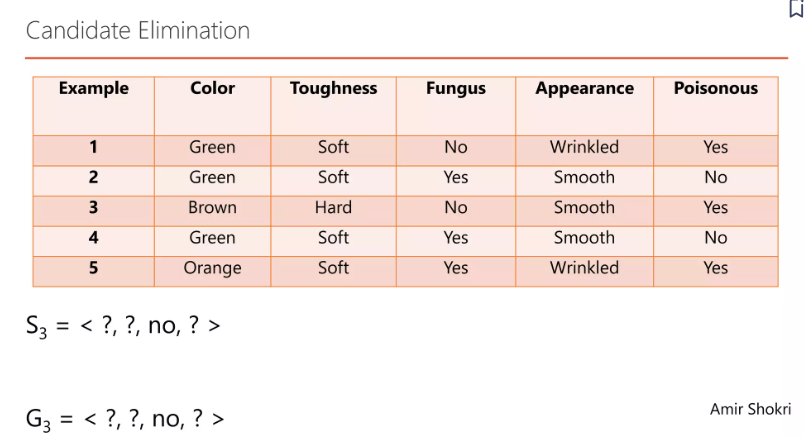 Candidate Elimination
Example Color Toughness Fungus Appearance Poisonous
1 Green Soft No Wrinkled Yes
2 Green Soft Yes Smooth No
3 Brown Hard No Smooth Yes
4 Green Soft Yes Smooth No
5 Orange Soft Yes Wrinkled Yes
S3 = < ?, ?, no, ? >
G3 = < ?, ?, no, ? >
Amir Shokri